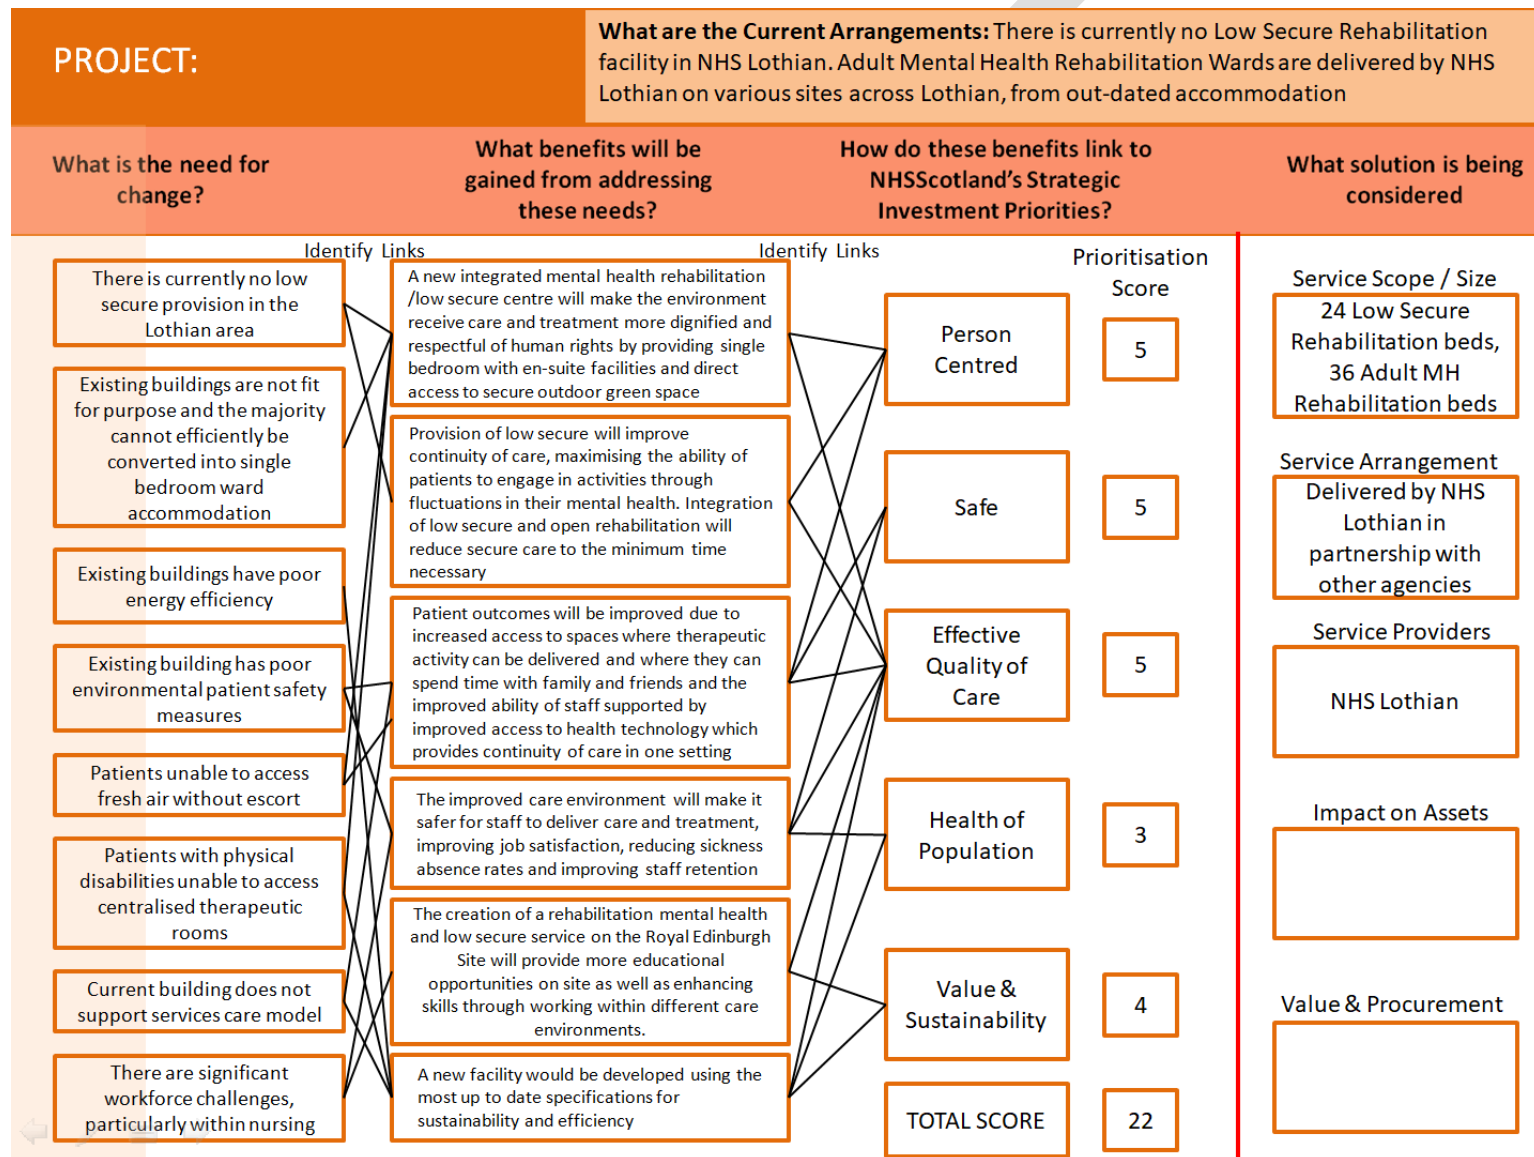 PROJECT:
What are the Current Arrangements: There is currently no Low Secure Rehabilitation
facility in NHS Lothian. Adult Mental Health Rehabilitation Wards are delivered by NHS
Lothian on various sites across Lothian, from out-dated accommodation
What is the need for
change?
What benefits will be
gained from addressing
these needs?
How do these benefits link to
NHSScotland's Strategic
Investment Priorities?
What solution is being
considered
Identify Links
There is currently no low
secure provision in the
Lothian area
Existing buildings are not fit
for purpose and the majority
cannot efficiently be
converted into single
bedroom ward
accommodation
Existing buildings have poor
energy efficiency
Existing building has poor
environmental patient safety
measures
Patients unable to access
fresh air without escort
Patients with physical
disabilities unable to access
centralised therapeutic
rooms
Current building does not
support services care model
There are significant
workforce challenges,
particularly within nursing
A new integrated mental health rehabilitation
/low secure centre will make the environment
receive care and treatment more dignified and
respectful of human rights by providing single
bedroom with en-suite facilities and direct
access to secure outdoor green space
Provision of low secure will improve
continuity of care, maximising the ability of
patients to engage in activities through
fluctuations in their mental health. Integration
of low secure and open rehabilitation will
reduce secure care to the minimum time
necessary
Patient outcomes will be improved due to
increased access to spaces where therapeutic
activity can be delivered and where they can
spend time with family and friends and the
improved ability of staff supported by
improved access to health technology which
provides continuity of care in one setting
The improved care environment will make it
safer for staff to deliver care and treatment,
improving job satisfaction, reducing sickness
absence rates and improving staff retention
The creation of a rehabilitation mental health
and low secure service on the Royal Edinburgh
Site will provide more educational
opportunities on site as well as enhancing
skills through working within different care
environments.
A new facility would be developed using the
most up to date specifications for
sustainability and efficiency
Identify Links
Prioritisation
Score
Person
Centred
5
Safe
5
Effective
Quality of
Care
5
Health of
Population
3
Value &
Sustainability
4
TOTAL SCORE
22
Service Scope / Size
24 Low Secure
Rehabilitation beds,
36 Adult MH
Rehabilitation beds
Service Arrangement
Delivered by NHS
Lothian in
partnership with
other agencies
Service Providers
NHS Lothian
Impact on Assets
Value & Procurement